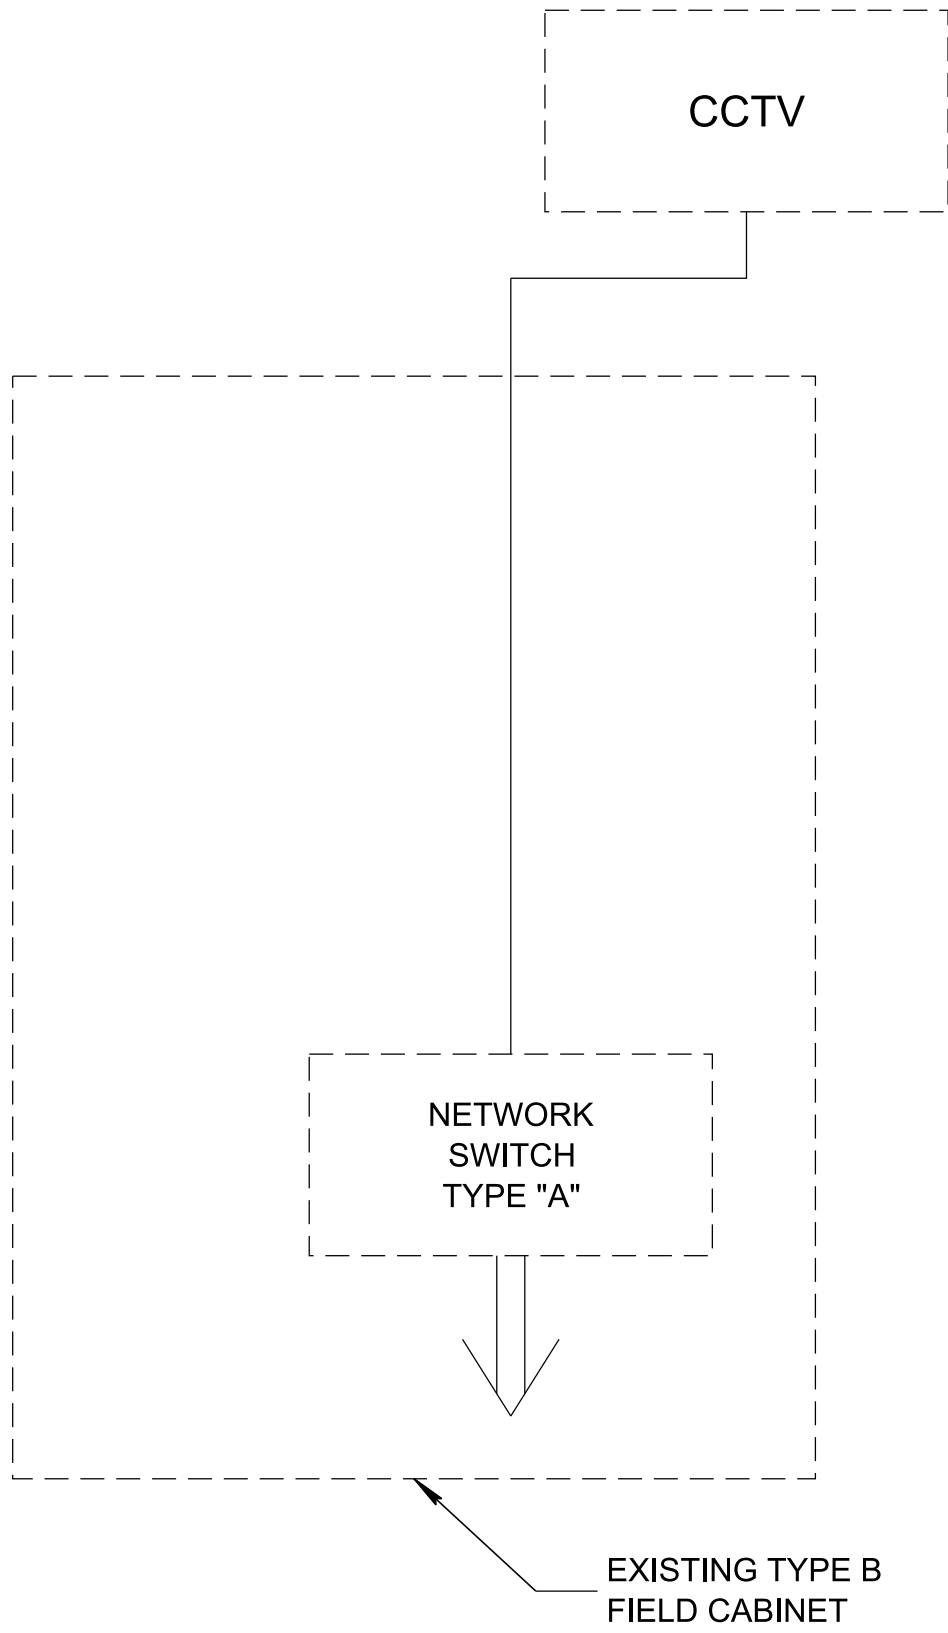 CCTV
NETWORK
SWITCH
TYPE "A"
EXISTING TYPE B
FIELD CABINET